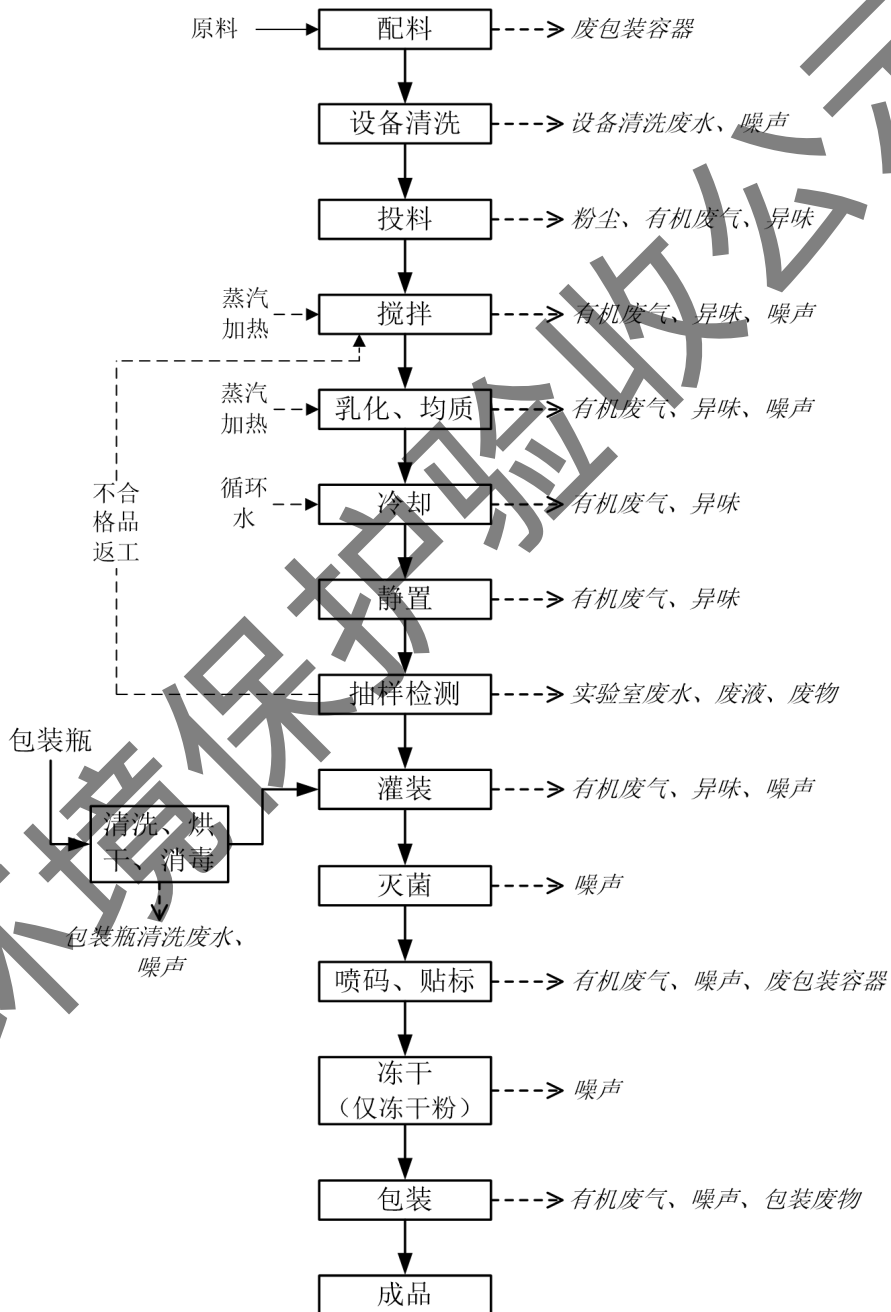 原料
配料
废包装容器
设备清洗
设备清洗废水、噪声
投料
粉尘、有机废气、异味
蒸汽
加热
搅拌
有机废气、异味、噪声
蒸汽
加热
乳化、均质
有机废气、异味、噪声
不合
格品
返工
循环
水
冷却
有机废气、异味
静置
有机废气、异味
抽样检测
实验室废水、废液、废物
包装瓶
清洗、烘
干、消毒
包装瓶清洗废水、
噪声
灌装
有机废气、异味、噪声
灭菌
噪声
喷码、贴标
有机废气、噪声、废包装容器
冻干
（仅冻干粉）
噪声
包装
有机废气、噪声、包装废物
成品
环境保护验收公示